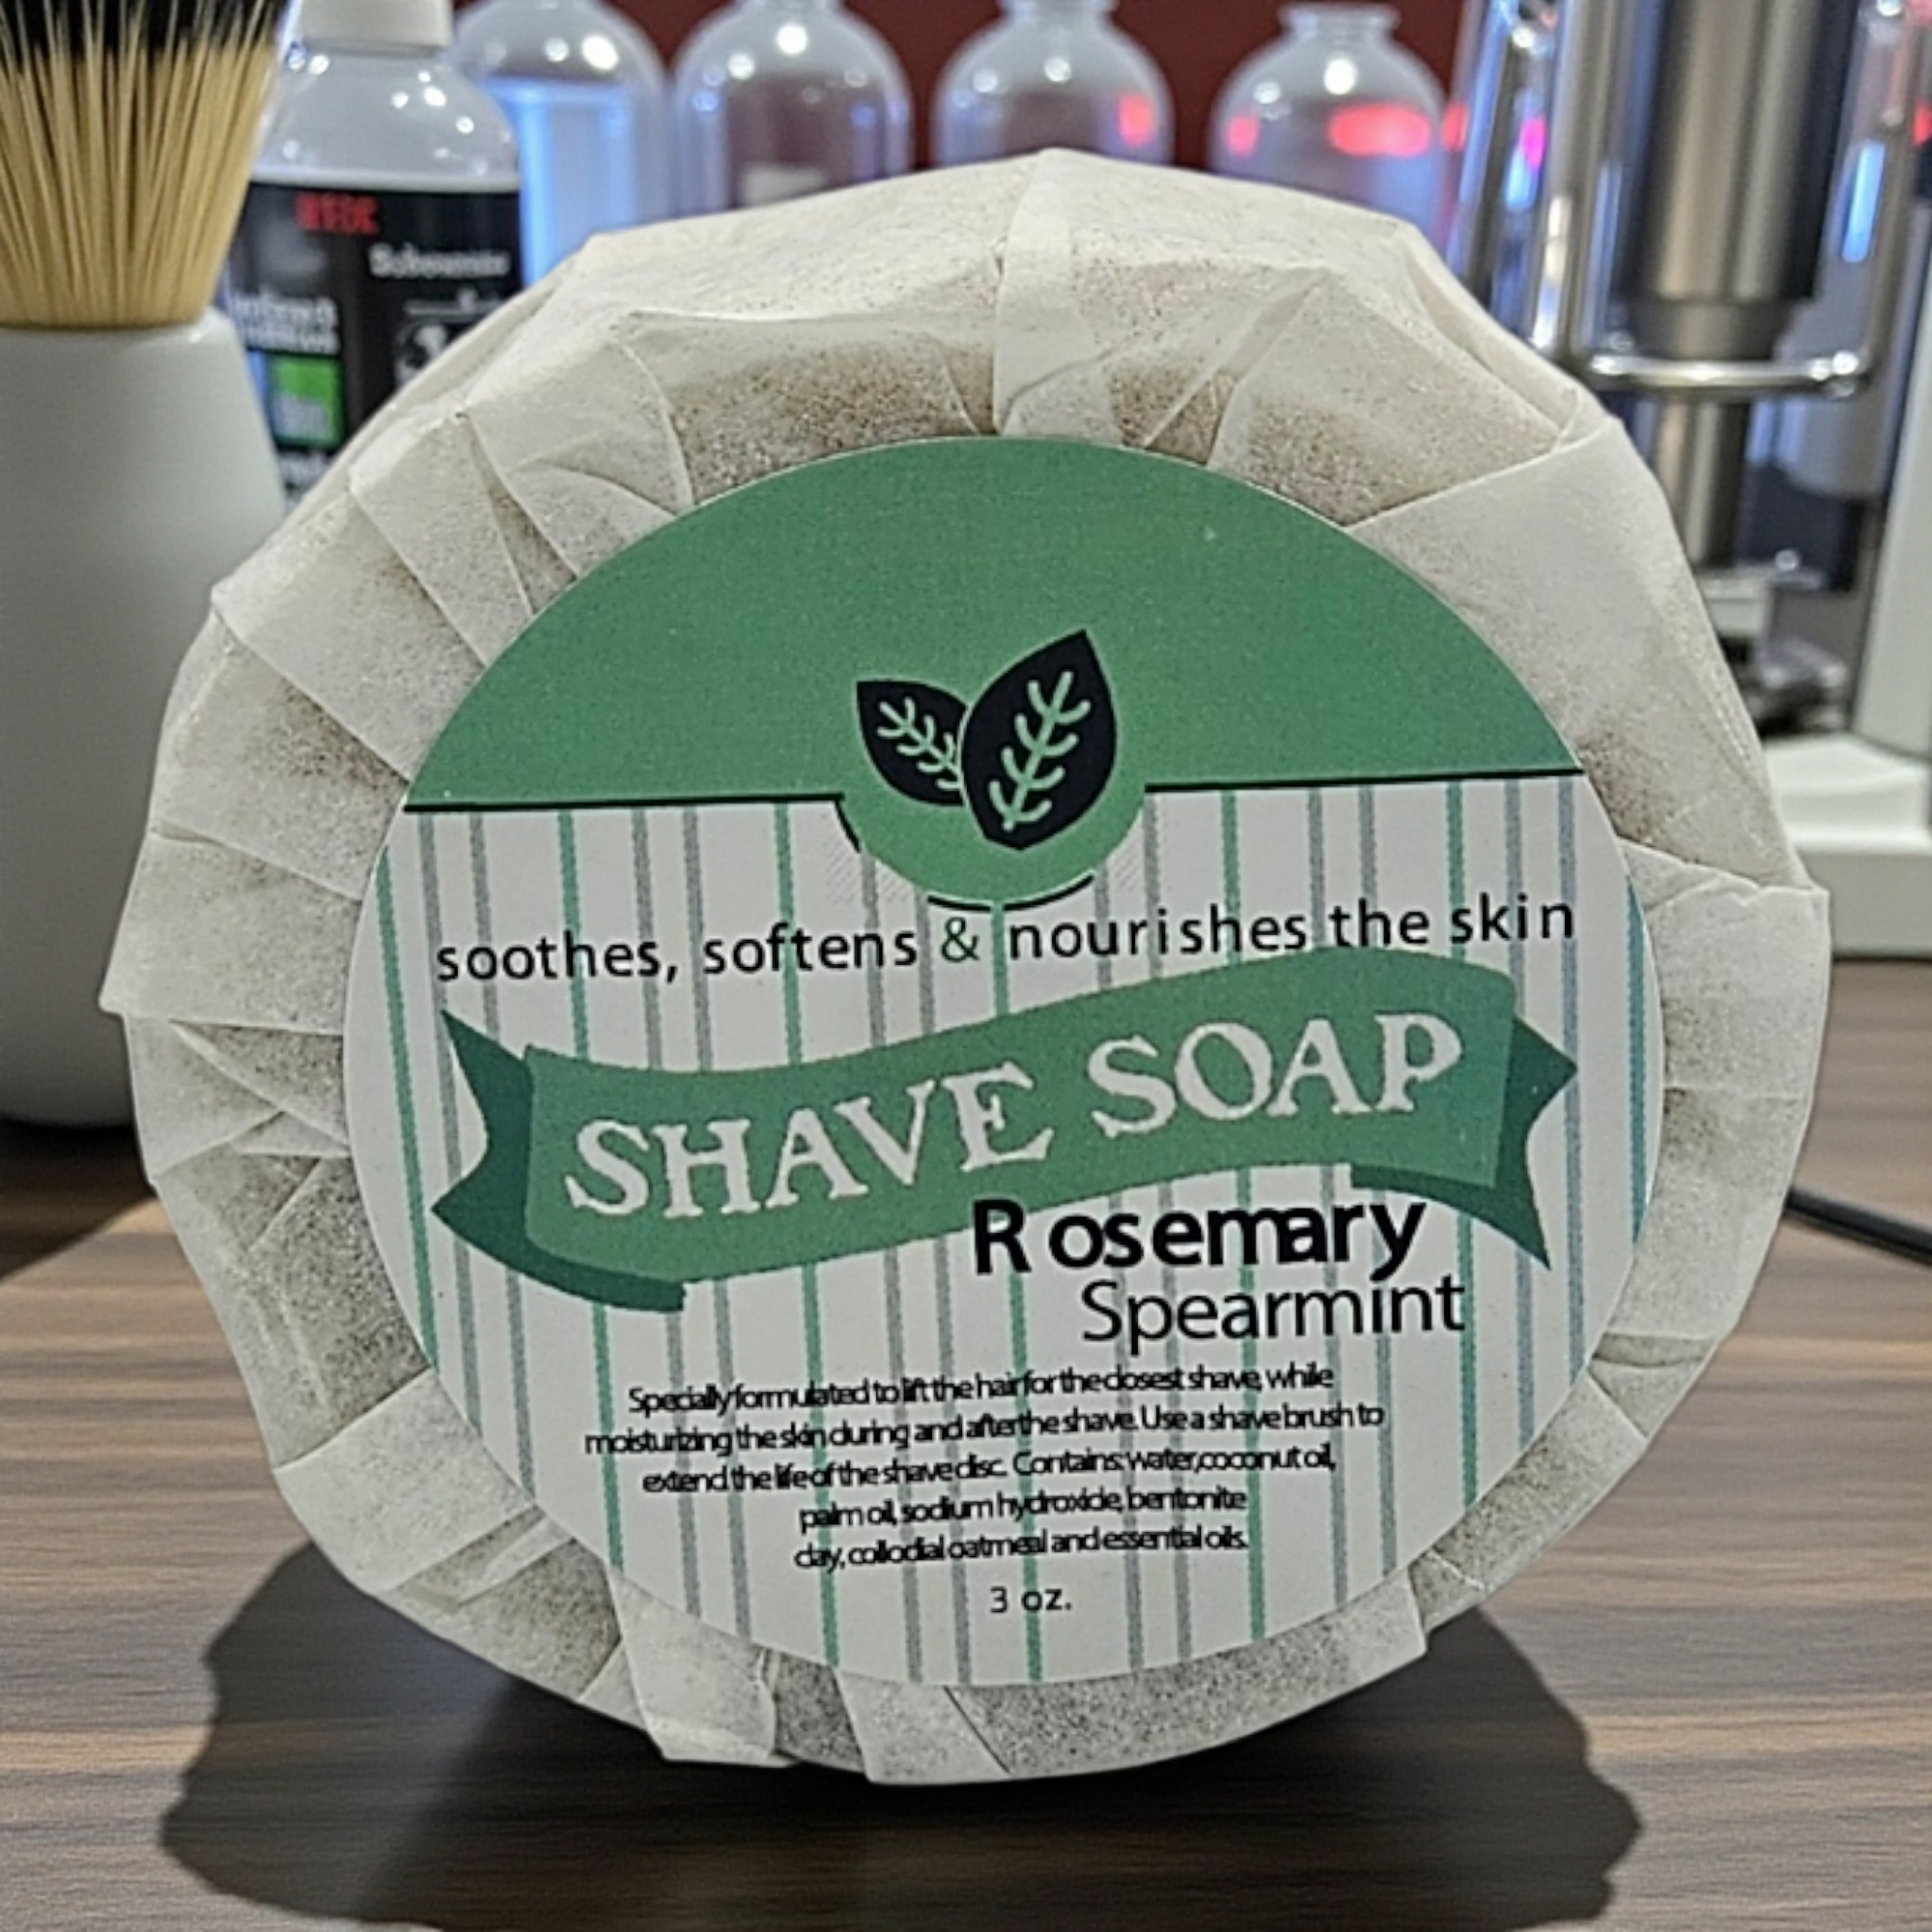 soothes, softens & nourishes the skin
SHAVE SOAP
Rosemary
Spearmint
Specially formulated to lift the hair for the closest shave, while
moisturizing the skin during and after the shave. Use a shave brush to
extend the life of the shave disc. Contains: water, coconut oil,
palm oil, sodium hydroxide, bentonite
clay, collodial oatmeal and essential oils.
3 oz.